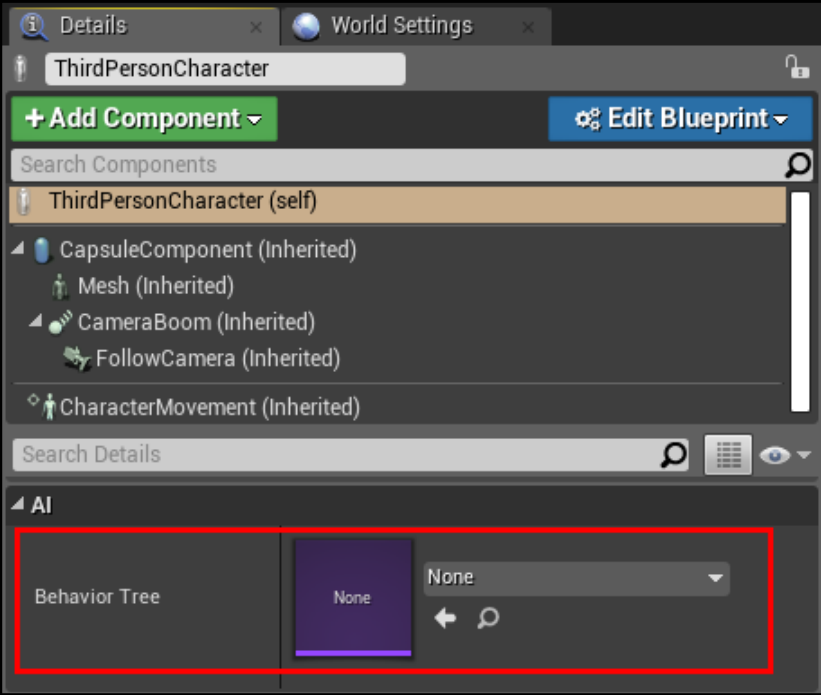 Details
World Settings
ThirdPersonCharacter
+ Add Component
Edit Blueprint
Search Components
ThirdPersonCharacter (self)
CapsuleComponent (Inherited)
Mesh (Inherited)
CameraBoom (Inherited)
FollowCamera (Inherited)
CharacterMovement (Inherited)
Search Details
AI
Behavior Tree
None
None